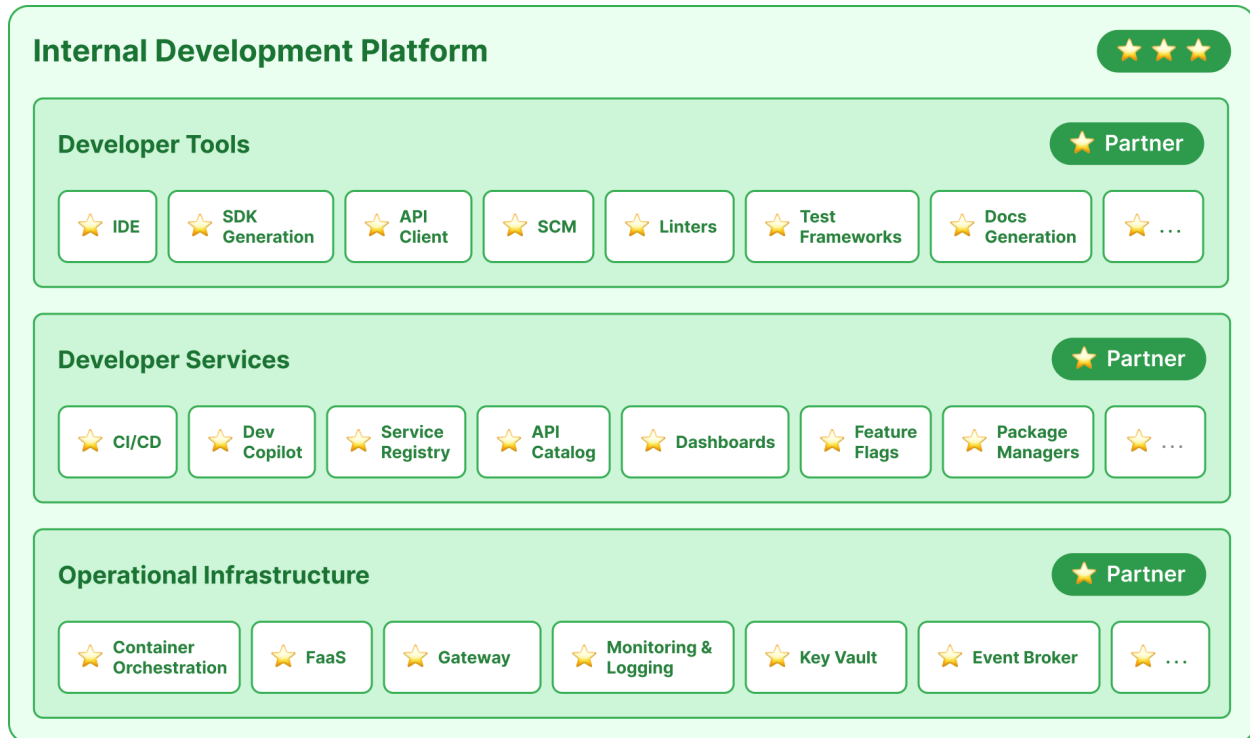 Internal Development Platform
Developer Tools
Partner
IDE
SDK
Generation
API
Client
SCM
Linters
Test
Frameworks
Docs
Generation
...
Developer Services
Partner
CI/CD
Dev
Copilot
Service
Registry
API
Catalog
Dashboards
Feature
Flags
Package
Managers
...
Operational Infrastructure
Partner
Container
Orchestration
FaaS
Gateway
Monitoring &
Logging
Key Vault
Event Broker
...